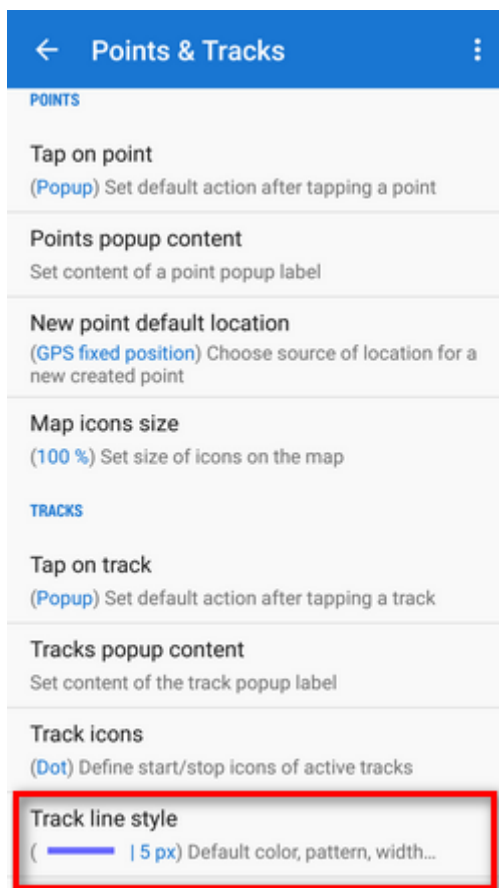 Points & Tracks
POINTS
Tap on point
(Popup) Set default action after tapping a point
Points popup content
Set content of a point popup label
New point default location
(GPS fixed position) Choose source of location for a
new created point
Map icons size
(100 %) Set size of icons on the map
TRACKS
Tap on track
(Popup) Set default action after tapping a track
Tracks popup content
Set content of the track popup label
Track icons
(Dot) Define start/stop icons of active tracks
Track line style
( | 5 px) Default color, pattern, width...